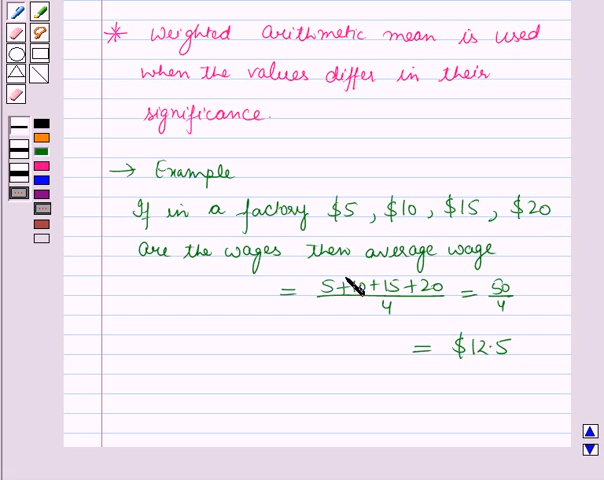 * Weighted arithmetic mean is used
when the values differ in their
significance.
→ Example
If in a factory $5, $10, $15, $20
are the wages then average wage
= 5+10+15+20/4 = 50/4
= $12.5